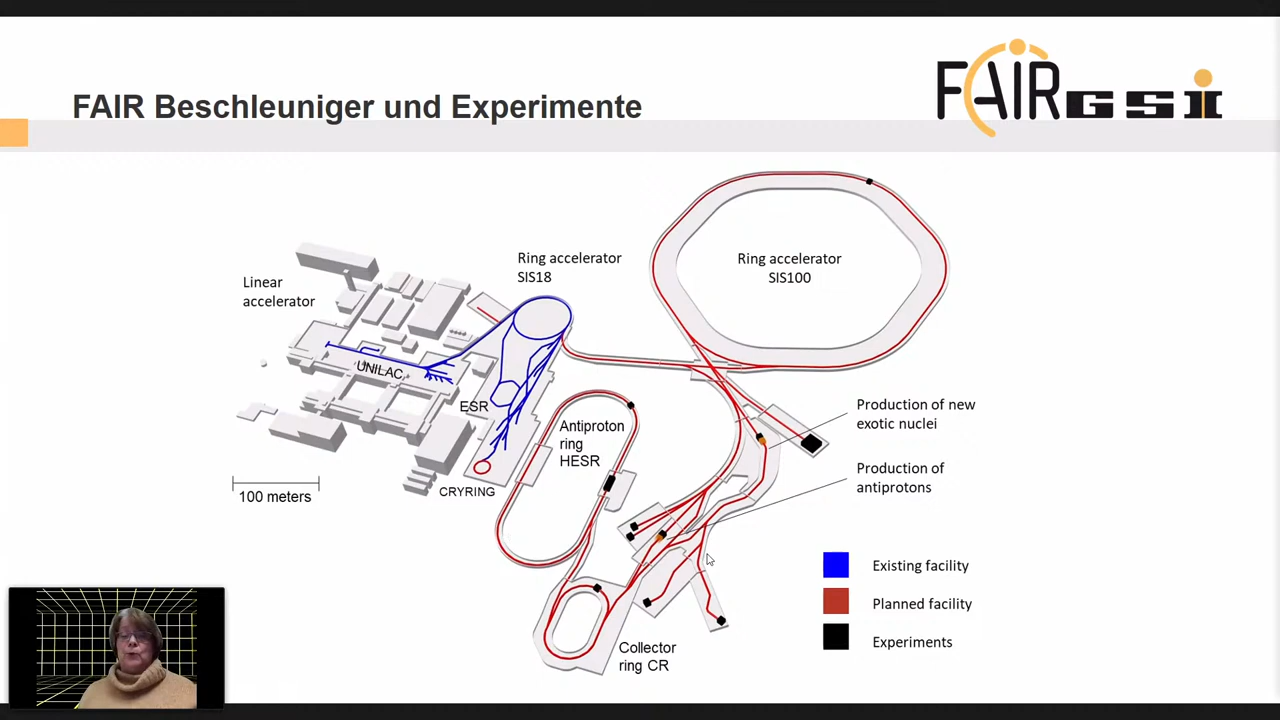 FAIR GSI
FAIR Beschleuniger und Experimente
Linear
accelerator
Ring accelerator
SIS18
Ring accelerator
SIS100
UNILAC
ESR
CRYRING
100 meters
Antiproton
ring
HESR
Production of new
exotic nuclei
Production of
antiprotons
Collector
ring CR
Existing facility
Planned facility
Experiments